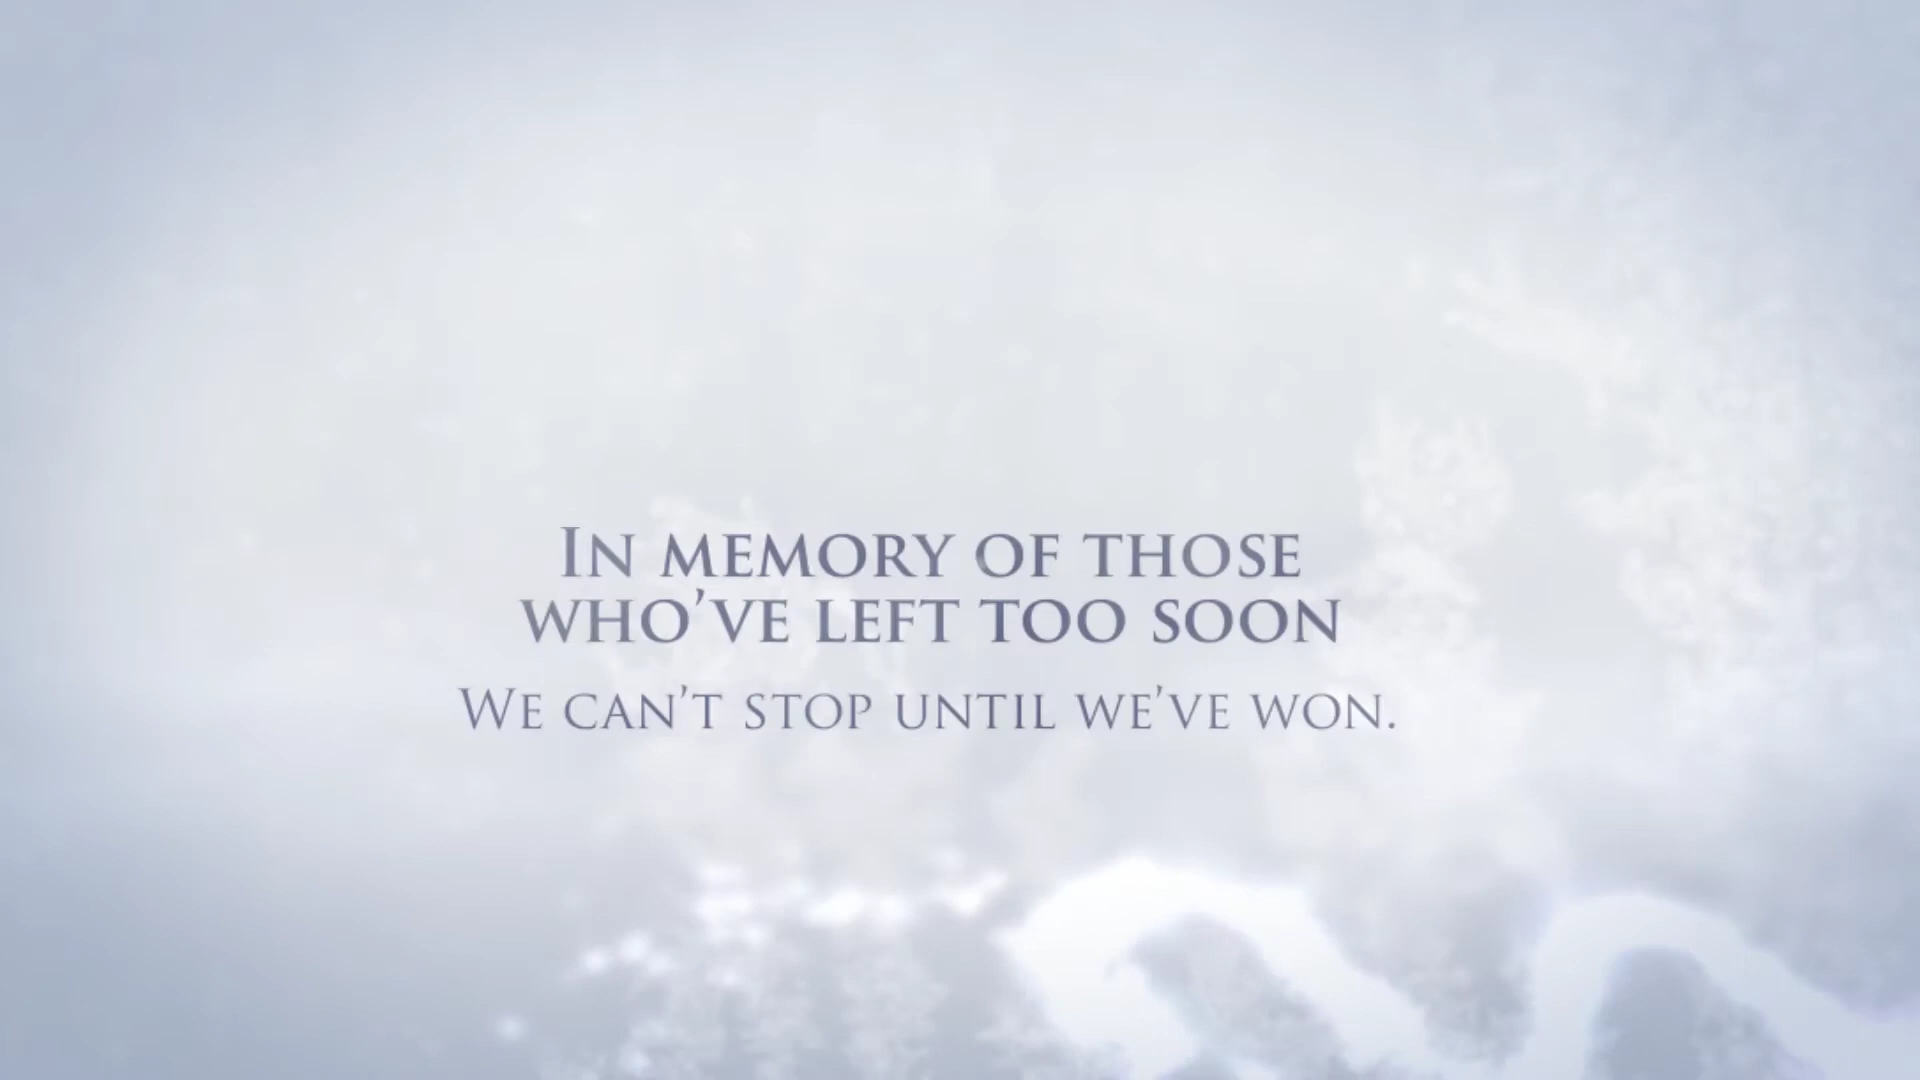 In memory of those
who've left too soon
We can't stop until we've won.